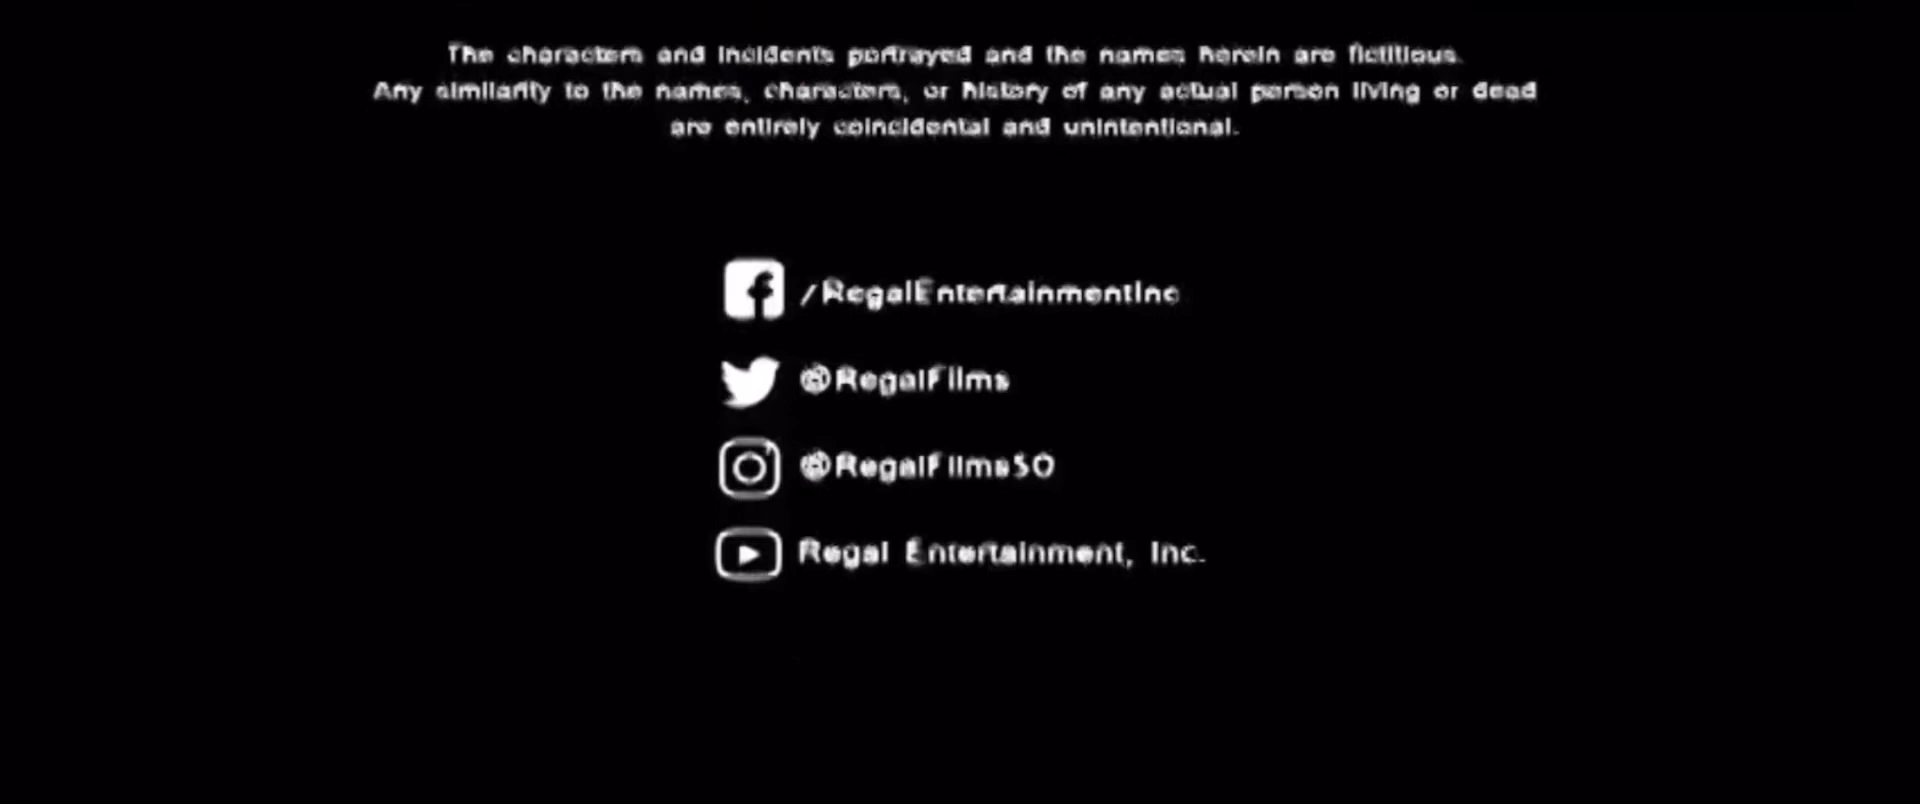 The characters and incidents portrayed and the names herein are fictitious.
Any similarity to the names, characters, or history of any actual person living or dead
are entirely coincidental and unintentional.
/RegalEntertainmentInc
@RegalFilms
@RegalFilms50
Regal Entertainment, Inc.